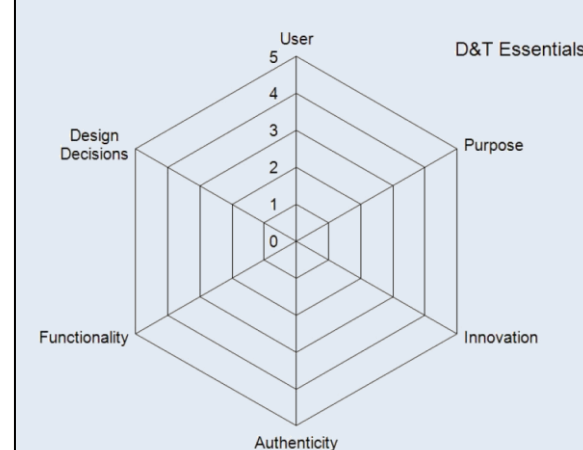 User
D&T Essentials
5
4
3
2
1
0
Design
Decisions
Purpose
Functionality
Innovation
Authenticity